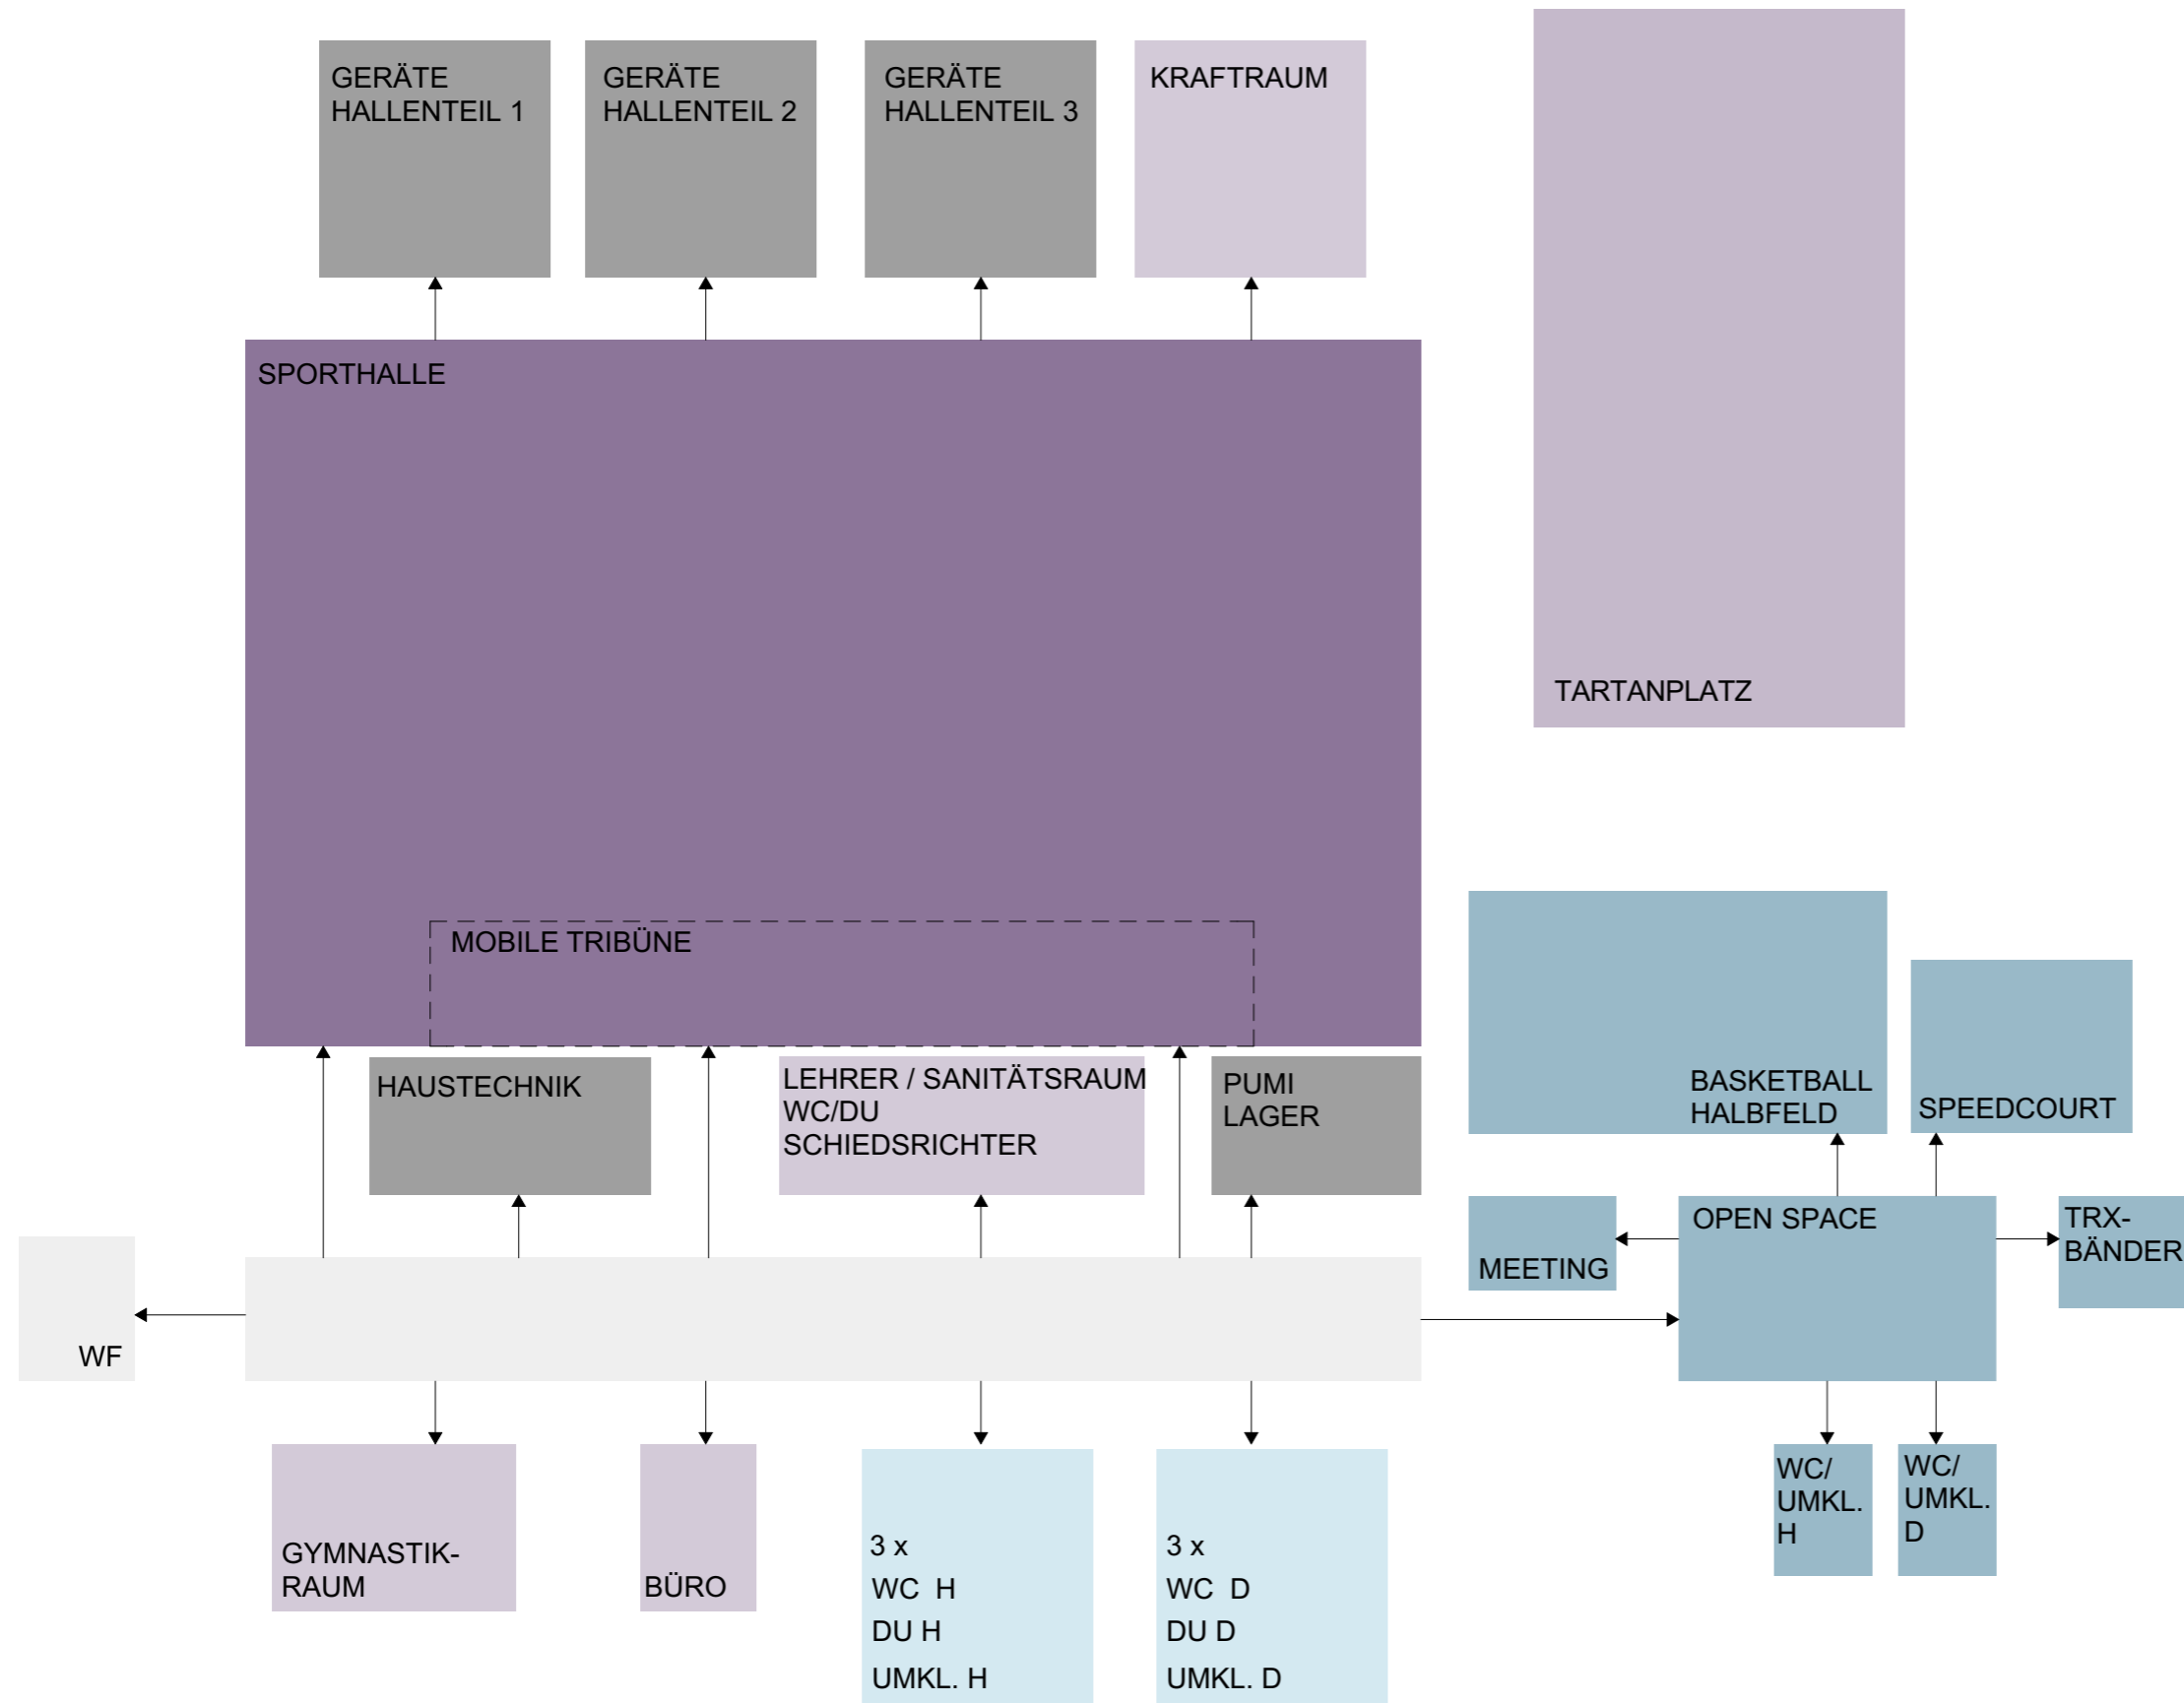 GERÄTE
HALLENTEIL 1
GERÄTE
HALLENTEIL 2
GERÄTE
HALLENTEIL 3
KRAFTRAUM
SPORTHALLE
TARTANPLATZ
MOBILE TRIBÜNE
HAUSTECHNIK
LEHRER / SANITÄTSRAUM
WC/DU
SCHIEDSRICHTER
PUMI
LAGER
BASKETBALL
HALBFELD
SPEEDCOURT
MEETING
OPEN SPACE
TRX-
BÄNDER
WF
GYMNASTIK-
RAUM
BÜRO
3 x
WC H
DU H
UMKL. H
3 x
WC D
DU D
UMKL. D
WC/
UMKL.
H
WC/
UMKL.
D